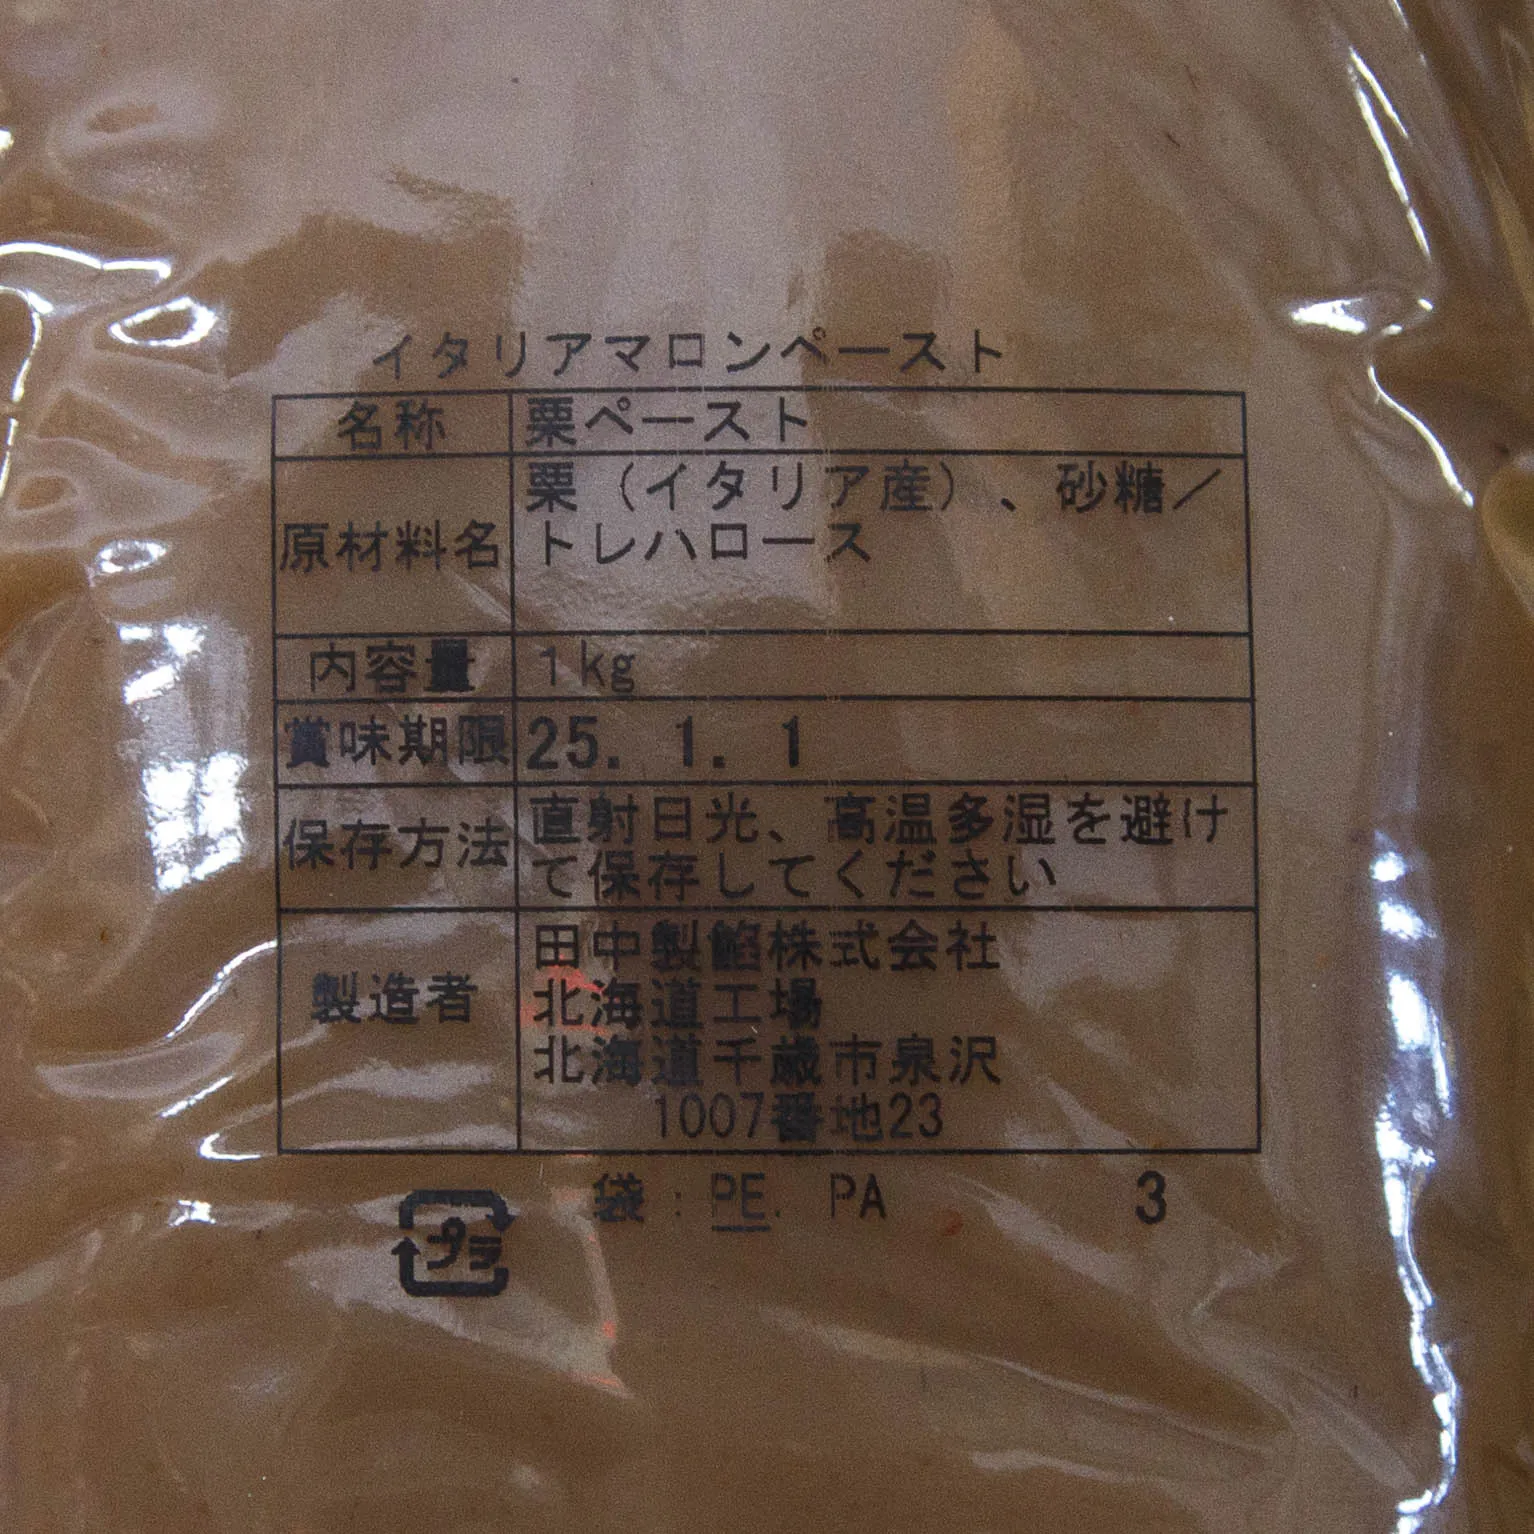 イタリアマロンペースト
名称 栗ペースト
原材料名 栗（イタリア産）、砂糖／
トレハロース
内容量 1kg
賞味期限 25. 1. 1
保存方法 直射日光、高温多湿を避け
て保存してください
製造者 田中製餡株式会社
北海道工場
北海道千歳市泉沢
1007番地23
プラ 袋：PE. PA 3